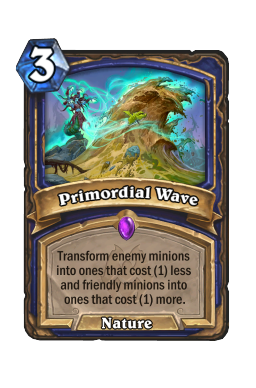 3
Primordial Wave
Transform enemy minions
into ones that cost (1) less
and friendly minions into
ones that cost (1) more.
Nature